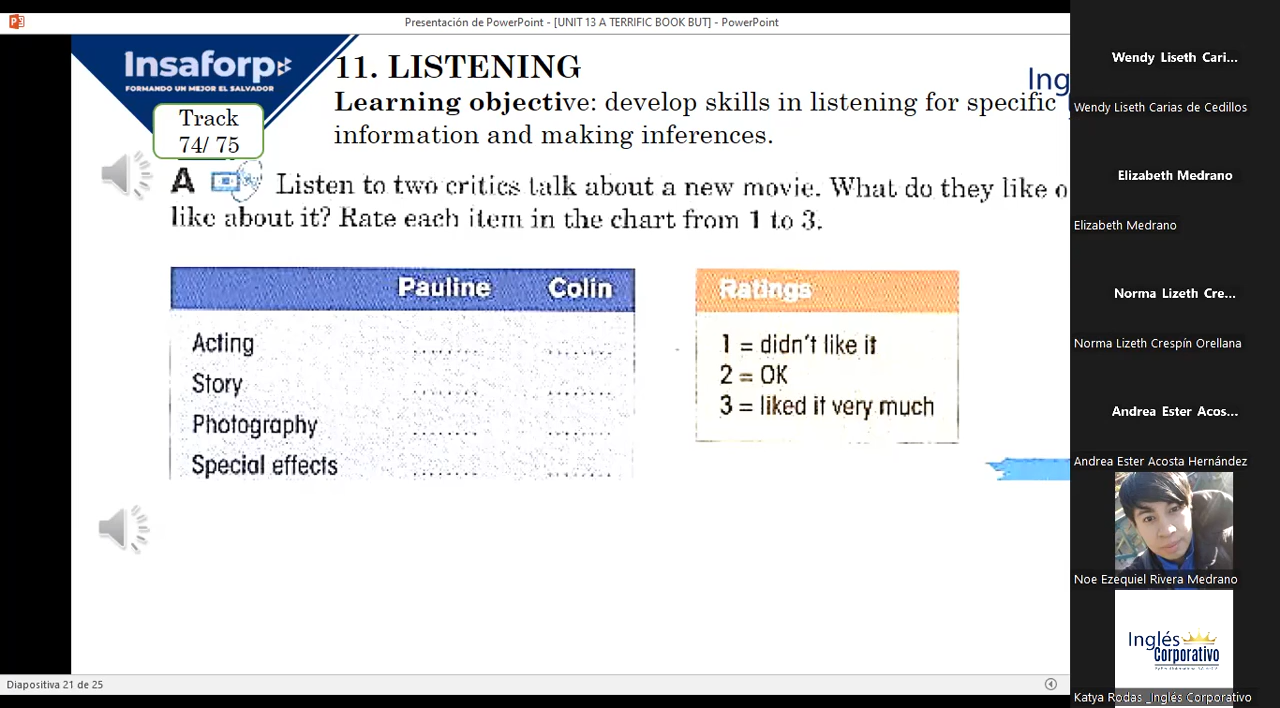 Presentación de PowerPoint - [UNIT 13 A TERRIFIC BOOK BUT] - PowerPoint
Insaforp
FORMANDO UN MEJOR EL SALVADOR
11. LISTENING
Ing
Learning objective: develop skills in listening for specific
information and making inferences.
Track
74/ 75
A Listen to two critics talk about a new movie. What do they like o
like about it? Rate each item in the chart from 1 to 3.
Pauline Colin
Acting
Story
Photography
Special effects
Ratings
1 = didn't like it
2 = OK
3 = liked it very much
Diapositiva 21 de 25
Wendy Liseth Cari...
Wendy Liseth Carias de Cedillos
Elizabeth Medrano
Elizabeth Medrano
Norma Lizeth Cre...
Norma Lizeth Crespín Orellana
Andrea Ester Acos...
Andrea Ester Acosta Hernández
Noe Ezequiel Rivera Medrano
Inglés
Corporativo
Katya Rodas _Inglés Corporativo